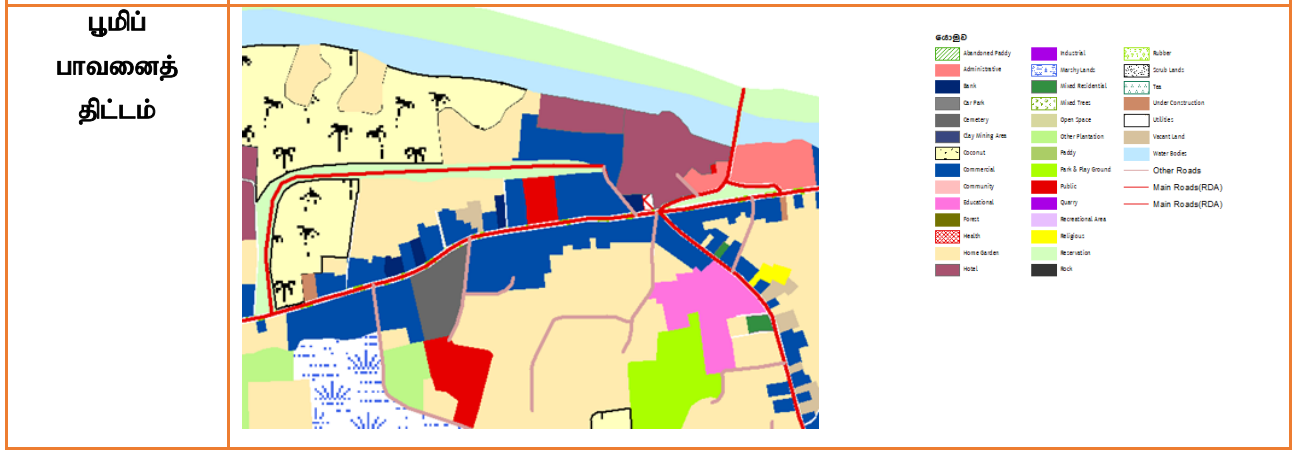 பூமிப்
பாவனைத்
திட்டம்
Abandoned Paddy
Administrative
Bank
Car Park
Cemetery
Clay Mining Area
Coconut
Commercial
Community
Educational
Forest
Health
Home Garden
Hotel
Industrial
Marshy Lands
Mixed Residential
Mixed Trees
Open Space
Other Plantation
Paddy
Park & Play Ground
Public
Quarry
Recreational Area
Religious
Reservation
Rock
Rubber
Scrub Lands
Tea
Under Construction
Utilities
Vacant Land
Water Bodies
Other Roads
Main Roads(RDA)
Main Roads(RDA)